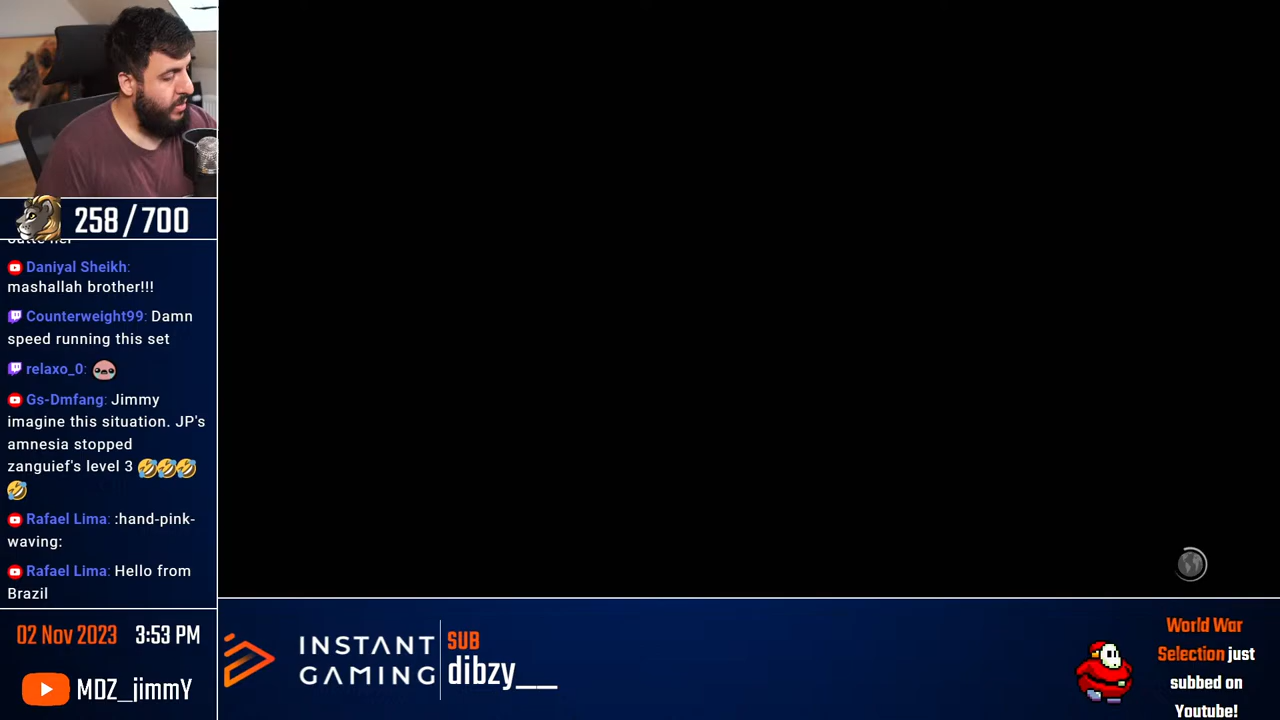 258 / 700
Daniyal Sheikh:
mashallah brother!!!
Counterweight99: Damn
speed running this set
relaxo_0:
Gs-Dmfang: Jimmy
imagine this situation. JP's
amnesia stopped
zanguief's level 3 🤣🤣🤣
🤣
Rafael Lima: :hand-pink-
waving:
Rafael Lima: Hello from
Brazil
02 Nov 2023 3:53 PM
MDZ_jimmY
INSTANT
GAMING
SUB
dibzy__
World War
Selection just
subbed on
Youtube!